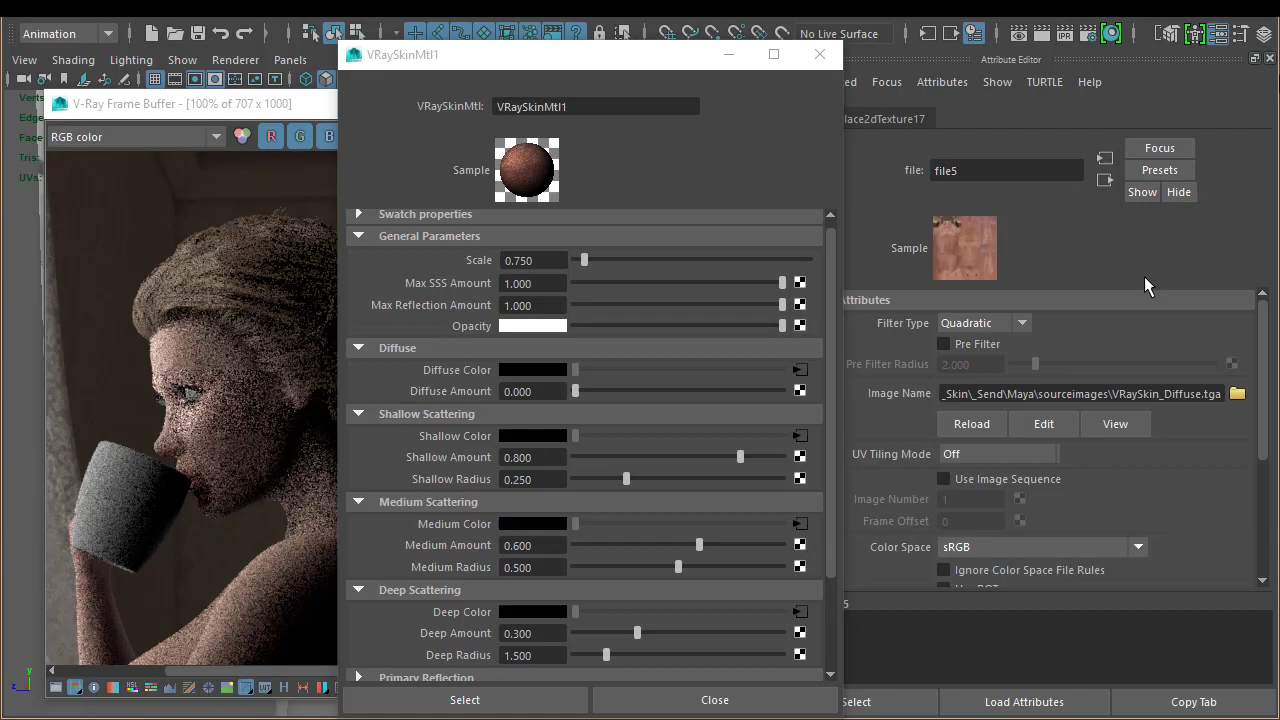 Animation
No Live Surface
View Shading Lighting Show Renderer Panels
Verts
Edge
Face
Tris:
UVs:
V-Ray Frame Buffer - [100% of 707 x 1000]
RGB color
R G B
VRaySkinMtl1
VRaySkinMtl: VRaySkinMtl1
Sample
Swatch properties
General Parameters
Scale 0.750
Max SSS Amount 1.000
Max Reflection Amount 1.000
Opacity
Diffuse
Diffuse Color
Diffuse Amount 0.000
Shallow Scattering
Shallow Color
Shallow Amount 0.800
Shallow Radius 0.250
Medium Scattering
Medium Color
Medium Amount 0.600
Medium Radius 0.500
Deep Scattering
Deep Color
Deep Amount 0.300
Deep Radius 1.500
Primary Reflection
Select Close
Attribute Editor
Focus Attributes Show TURTLE Help
lace2dTexture17
file: file5
Focus
Presets
Show Hide
Sample
Attributes
Filter Type Quadratic
Pre Filter
Pre Filter Radius 2.000
Image Name _Skin\_Send\Maya\sourceimages\VRaySkin_Diffuse.tga
Reload Edit View
UV Tiling Mode Off
Use Image Sequence
Image Number 1
Frame Offset 0
Color Space sRGB
Ignore Color Space File Rules
5
Select Load Attributes Copy Tab
y
z